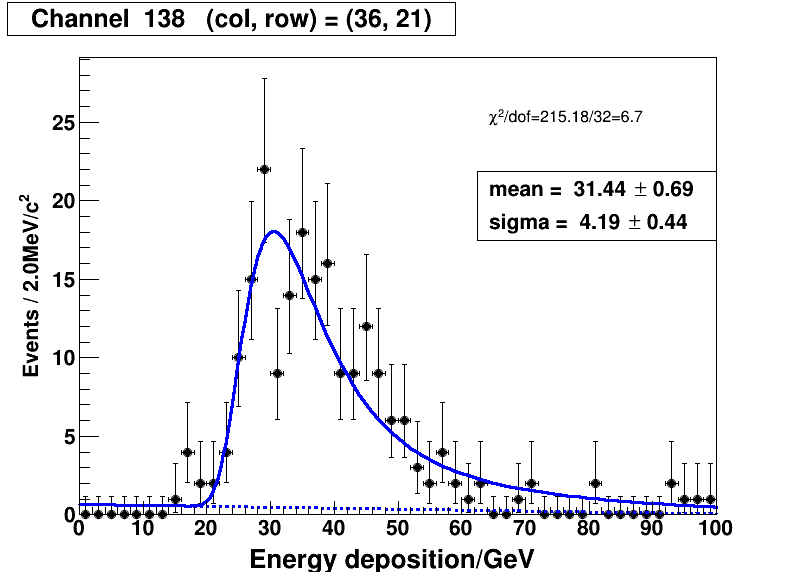 Channel 138 (col, row) = (36, 21)
χ²/dof=215.18/32=6.7
mean = 31.44 ± 0.69
sigma = 4.19 ± 0.44
Events / 2.0MeV/c²
25
20
15
10
5
0
0 10 20 30 40 50 60 70 80 90 100
Energy deposition/GeV